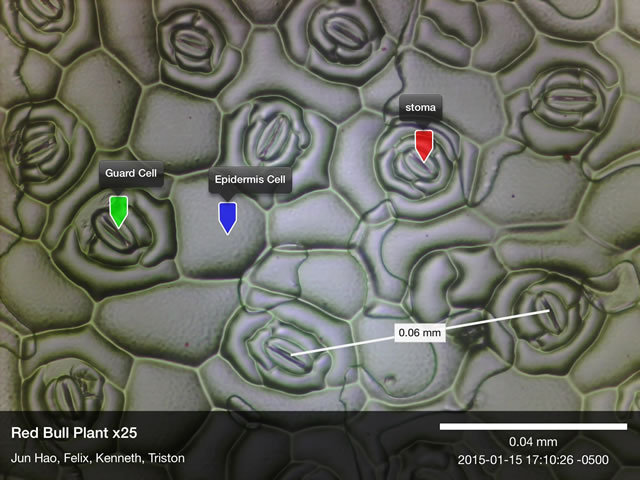 stoma
Guard Cell
Epidermis Cell
0.06 mm
Red Bull Plant x25
0.04 mm
Jun Hao, Felix, Kenneth, Triston
2015-01-15 17:10:26 -0500